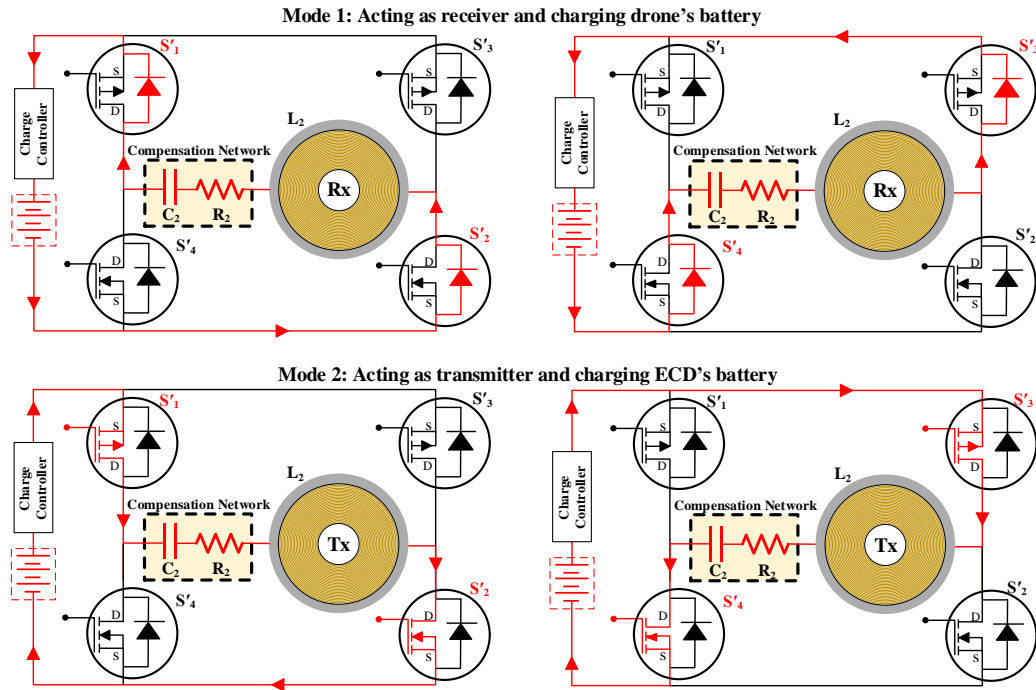 Mode 1: Acting as receiver and charging drone's battery
S'1
S
D
S'3
S
D
Charge
Controller
L2
Compensation Network
C2
R2
Rx
S'4
D
S
S'2
D
S
S'1
S
D
S'3
S
D
Charge
Controller
L2
Compensation Network
C2
R2
Rx
S'4
D
S
S'2
D
S
Mode 2: Acting as transmitter and charging ECD's battery
S'1
S
D
S'3
S
D
Charge
Controller
L2
Compensation Network
C2
R2
Tx
S'4
D
S
S'2
D
S
S'1
S
D
S'3
S
D
Charge
Controller
L2
Compensation Network
C2
R2
Tx
S'4
D
S
S'2
D
S